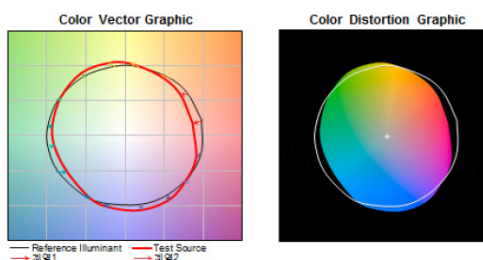 Color Vector Graphic
Color Distortion Graphic
Reference Illuminant
Test Source
계열1
계열2